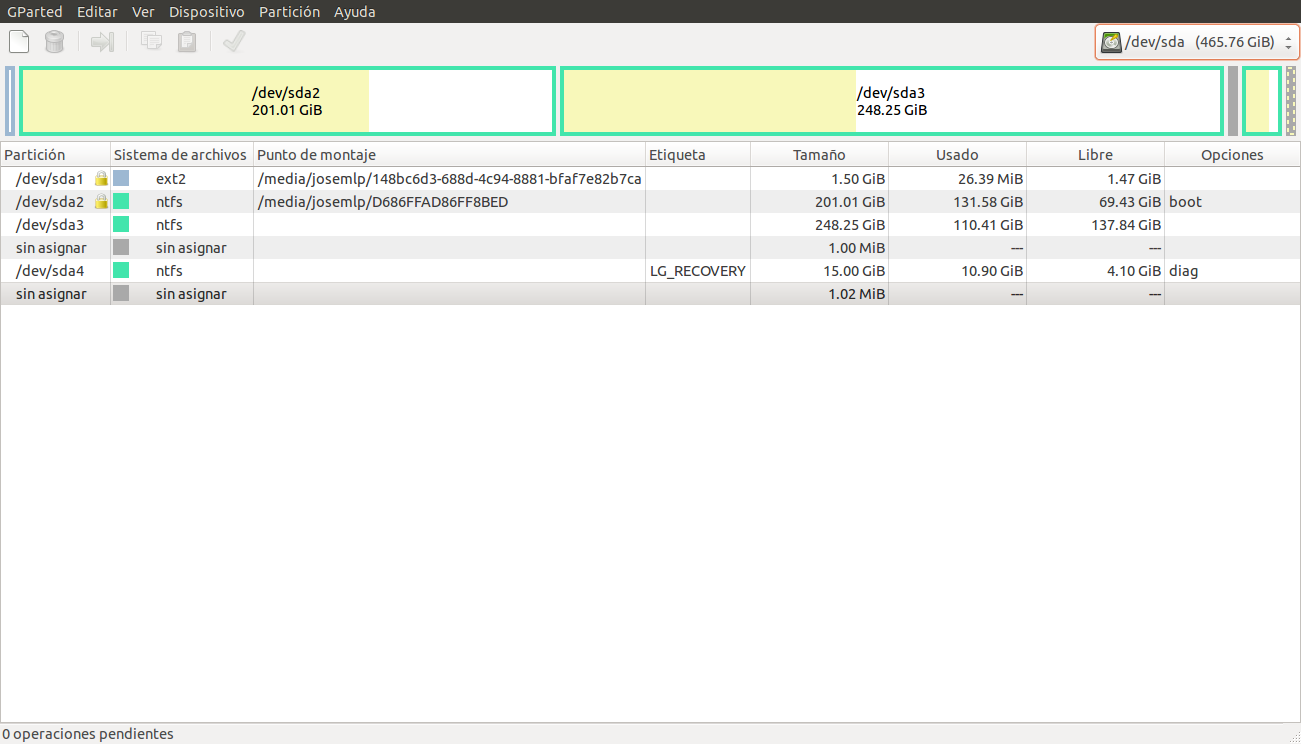 GParted Editar Ver Dispositivo Partición Ayuda
/dev/sda (465.76 GiB)
/dev/sda2
201.01 GiB
/dev/sda3
248.25 GiB
Partición Sistema de archivos Punto de montaje Etiqueta Tamaño Usado Libre Opciones
/dev/sda1 ext2 /media/josemlp/148bc6d3-688d-4c94-8881-bfaf7e82b7ca 1.50 GiB 26.39 MiB 1.47 GiB
/dev/sda2 ntfs /media/josemlp/D686FFAD86FF8BED 201.01 GiB 131.58 GiB 69.43 GiB boot
/dev/sda3 ntfs 248.25 GiB 110.41 GiB 137.84 GiB
sin asignar sin asignar 1.00 MiB --- ---
/dev/sda4 ntfs LG_RECOVERY 15.00 GiB 10.90 GiB 4.10 GiB diag
sin asignar sin asignar 1.02 MiB --- ---
0 operaciones pendientes